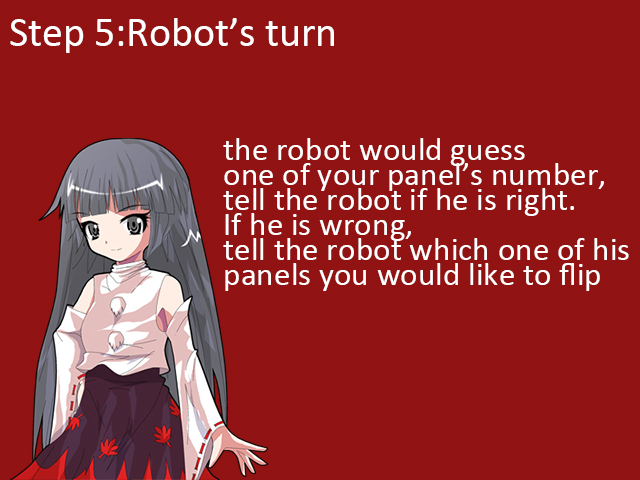 Step 5:Robot’s turn
the robot would guess
one of your panel’s number,
tell the robot if he is right.
If he is wrong,
tell the robot which one of his
panels you would like to flip